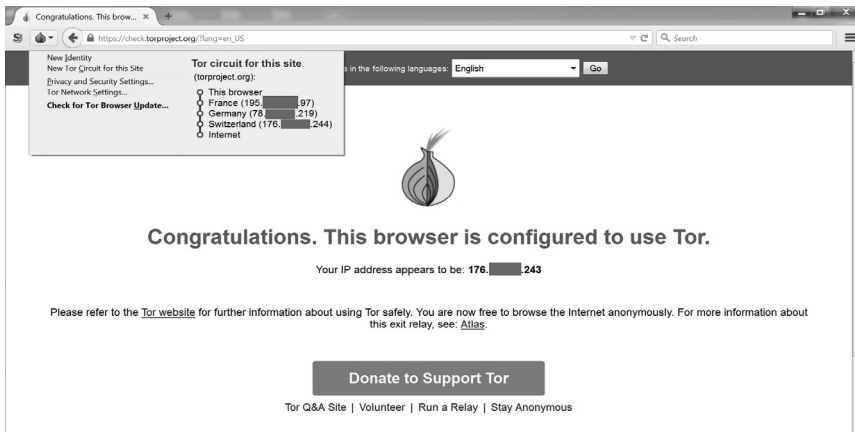 Congratulations. This brow... × +
S! https://check.torproject.org/?lang=en_US Search
New Identity
New Tor Circuit for this Site
Privacy and Security Settings...
Tor Network Settings...
Check for Tor Browser Update...
Tor circuit for this site
(torproject.org):
This browser
France (195. .97)
Germany (78. .219)
Switzerland (176. .244)
Internet
in the following languages: English Go
Congratulations. This browser is configured to use Tor.
Your IP address appears to be: 176. .243
Please refer to the Tor website for further information about using Tor safely. You are now free to browse the Internet anonymously. For more information about
this exit relay, see: Atlas.
Donate to Support Tor
Tor Q&A Site | Volunteer | Run a Relay | Stay Anonymous